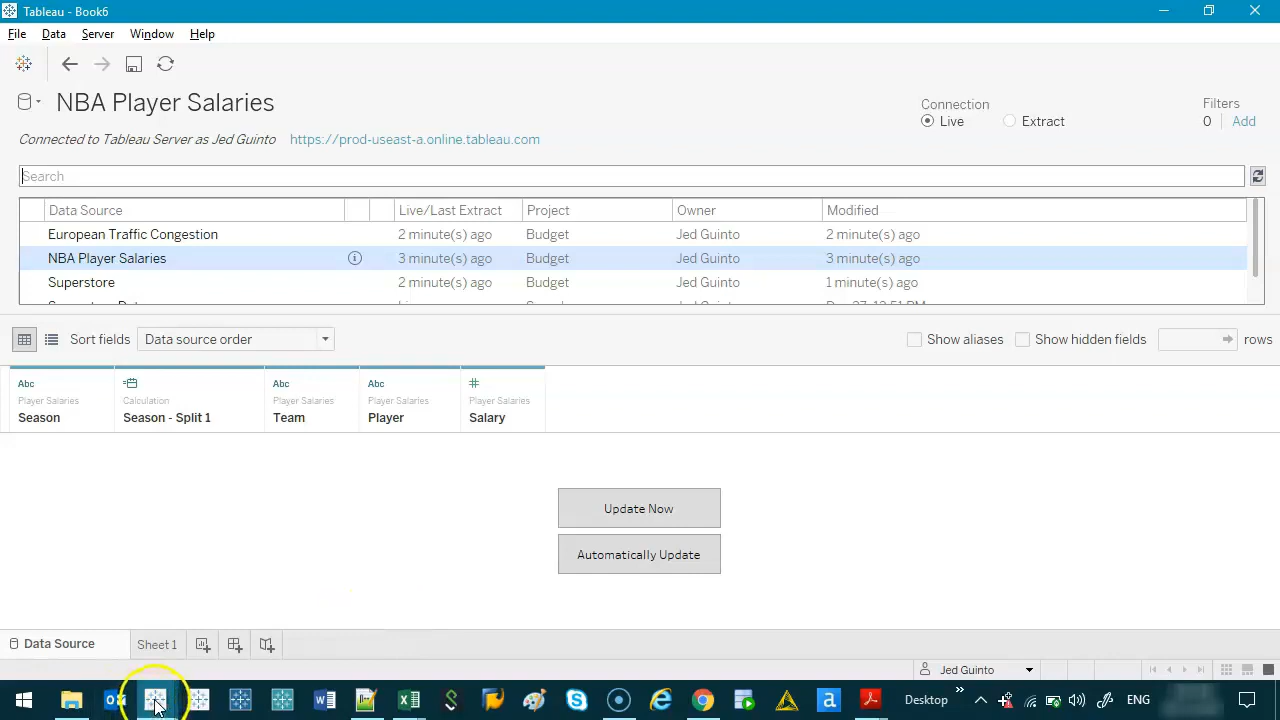 Tableau - Book6
File Data Server Window Help
NBA Player Salaries
Connection
Filters
Live Extract
0 Add
Connected to Tableau Server as Jed Guinto https://prod-useast-a.online.tableau.com
Search
Data Source Live/Last Extract Project Owner Modified
European Traffic Congestion 2 minute(s) ago Budget Jed Guinto 2 minute(s) ago
NBA Player Salaries 3 minute(s) ago Budget Jed Guinto 3 minute(s) ago
Superstore 2 minute(s) ago Budget Jed Guinto 1 minute(s) ago
Sort fields Data source order Show aliases Show hidden fields rows
Abc Abc Abc #
Player Salaries Calculation Player Salaries Player Salaries Player Salaries
Season Season - Split 1 Team Player Salary
Update Now
Automatically Update
Data Source Sheet 1
Jed Guinto
Desktop ENG